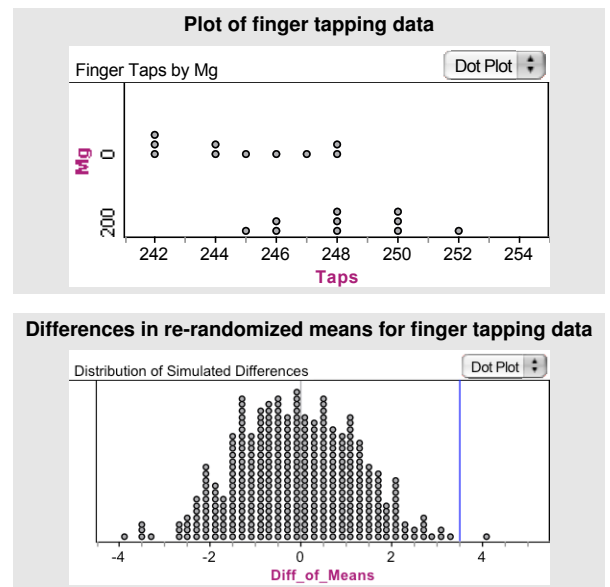 Plot of finger tapping data
Finger Taps by Mg
Dot Plot
Mg
0
200
242 244 246 248 250 252 254
Taps
Differences in re-randomized means for finger tapping data
Distribution of Simulated Differences
Dot Plot
-4 -2 0 2 4
Diff_of_Means